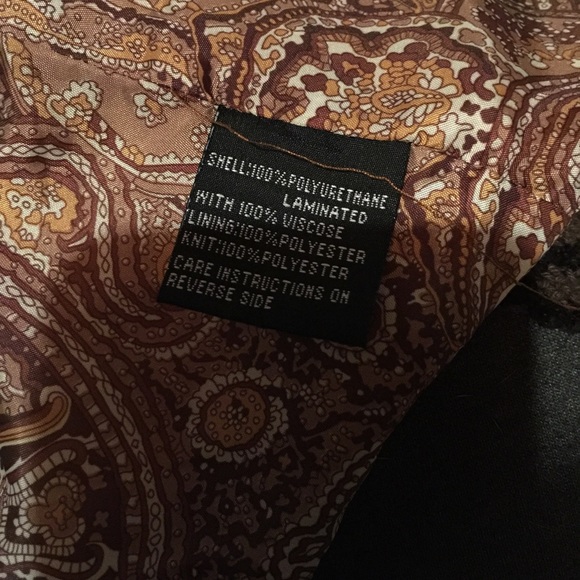 SHELL:100%POLYURETHANE
LAMINATED
WITH 100% VISCOSE
LINING:100%POLYESTER
KNIT:100%POLYESTER
CARE INSTRUCTIONS ON
REVERSE SIDE